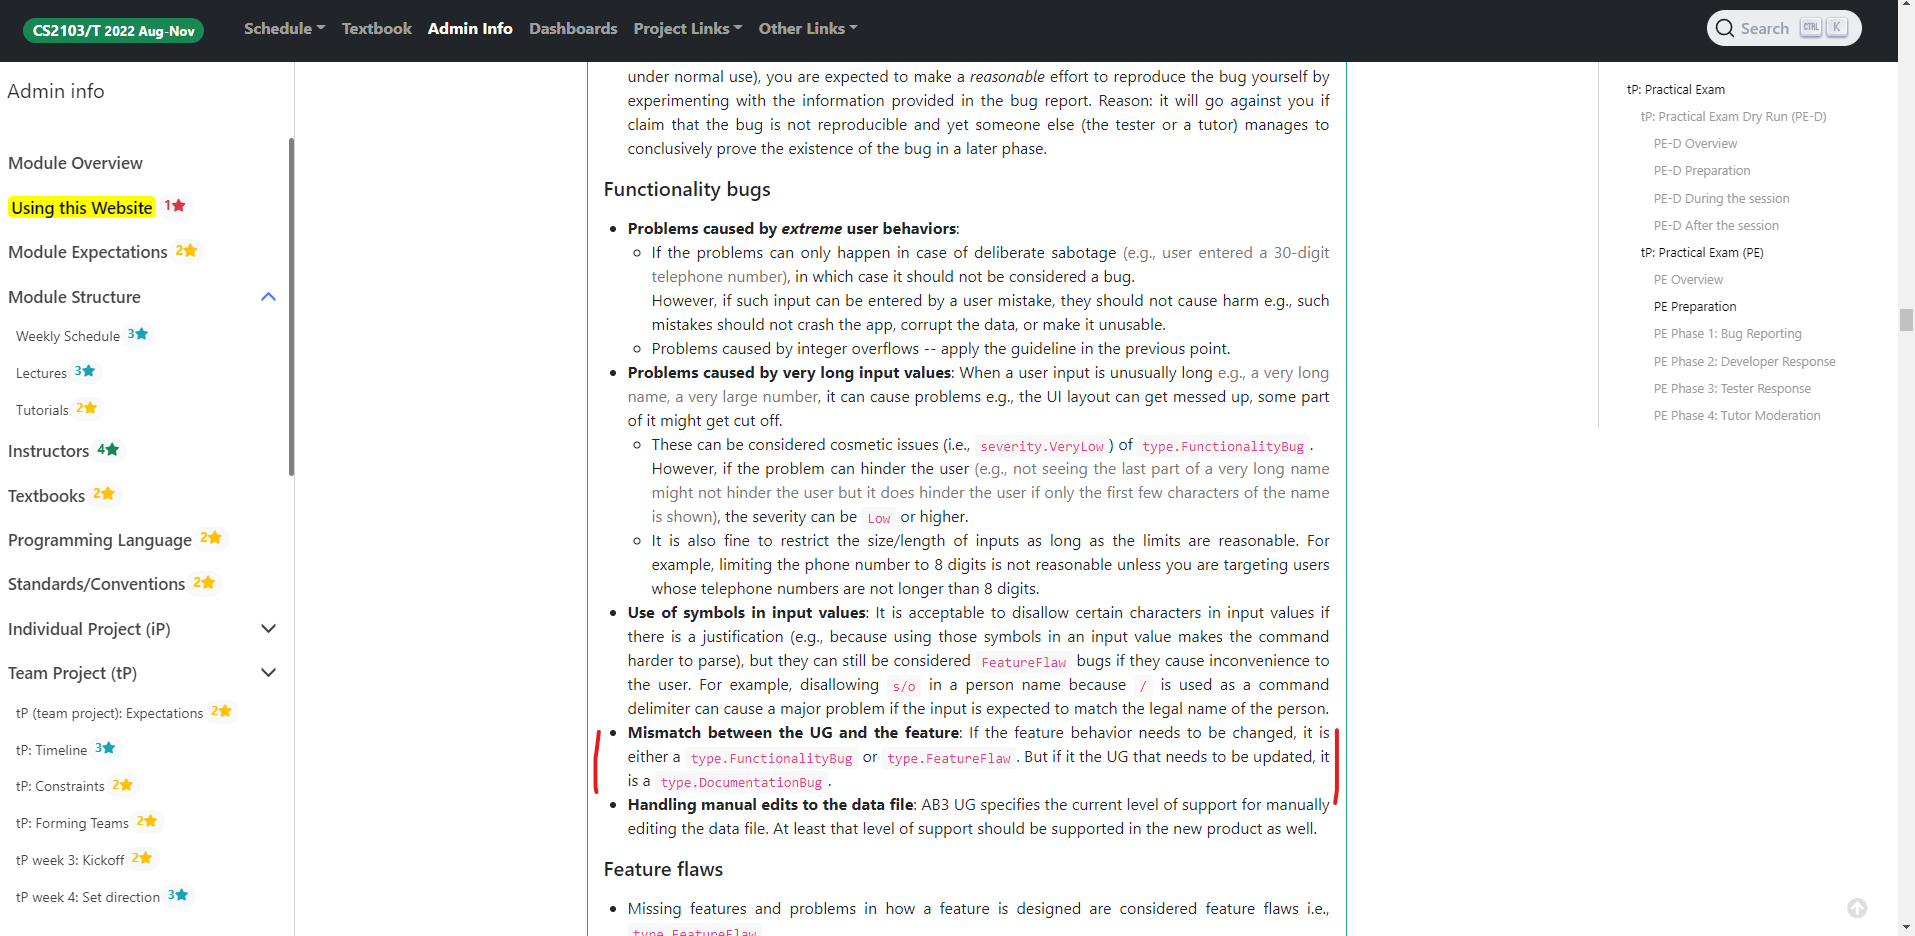 CS2103/T 2022 Aug-Nov
Schedule
Textbook
Admin Info
Dashboards
Project Links
Other Links
Search
CTRL
K
Admin info
Module Overview
Using this Website 1
Module Expectations 2
Module Structure
Weekly Schedule 3
Lectures 3
Tutorials 2
Instructors 4
Textbooks 2
Programming Language 2
Standards/Conventions 2
Individual Project (iP)
Team Project (tP)
tP (team project): Expectations 2
tP: Timeline 3
tP: Constraints 2
tP: Forming Teams 2
tP week 3: Kickoff 2
tP week 4: Set direction 3
under normal use), you are expected to make a reasonable effort to reproduce the bug yourself by
experimenting with the information provided in the bug report. Reason: it will go against you if
claim that the bug is not reproducible and yet someone else (the tester or a tutor) manages to
conclusively prove the existence of the bug in a later phase.
Functionality bugs
• Problems caused by extreme user behaviors:
◦ If the problems can only happen in case of deliberate sabotage (e.g., user entered a 30-digit
telephone number), in which case it should not be considered a bug.
However, if such input can be entered by a user mistake, they should not cause harm e.g., such
mistakes should not crash the app, corrupt the data, or make it unusable.
◦ Problems caused by integer overflows -- apply the guideline in the previous point.
• Problems caused by very long input values: When a user input is unusually long e.g., a very long
name, a very large number, it can cause problems e.g., the UI layout can get messed up, some part
of it might get cut off.
◦ These can be considered cosmetic issues (i.e., severity.VeryLow ) of type.FunctionalityBug .
However, if the problem can hinder the user (e.g., not seeing the last part of a very long name
might not hinder the user but it does hinder the user if only the first few characters of the name
is shown), the severity can be Low or higher.
◦ It is also fine to restrict the size/length of inputs as long as the limits are reasonable. For
example, limiting the phone number to 8 digits is not reasonable unless you are targeting users
whose telephone numbers are not longer than 8 digits.
• Use of symbols in input values: It is acceptable to disallow certain characters in input values if
there is a justification (e.g., because using those symbols in an input value makes the command
harder to parse), but they can still be considered FeatureFlaw bugs if they cause inconvenience to
the user. For example, disallowing s/o in a person name because / is used as a command
delimiter can cause a major problem if the input is expected to match the legal name of the person.
• Mismatch between the UG and the feature: If the feature behavior needs to be changed, it is
either a type.FunctionalityBug or type.FeatureFlaw . But if it the UG that needs to be updated, it
is a type.DocumentationBug .
• Handling manual edits to the data file: AB3 UG specifies the current level of support for manually
editing the data file. At least that level of support should be supported in the new product as well.
Feature flaws
• Missing features and problems in how a feature is designed are considered feature flaws i.e.,
type.FeatureFlaw
tP: Practical Exam
tP: Practical Exam Dry Run (PE-D)
PE-D Overview
PE-D Preparation
PE-D During the session
PE-D After the session
tP: Practical Exam (PE)
PE Overview
PE Preparation
PE Phase 1: Bug Reporting
PE Phase 2: Developer Response
PE Phase 3: Tester Response
PE Phase 4: Tutor Moderation